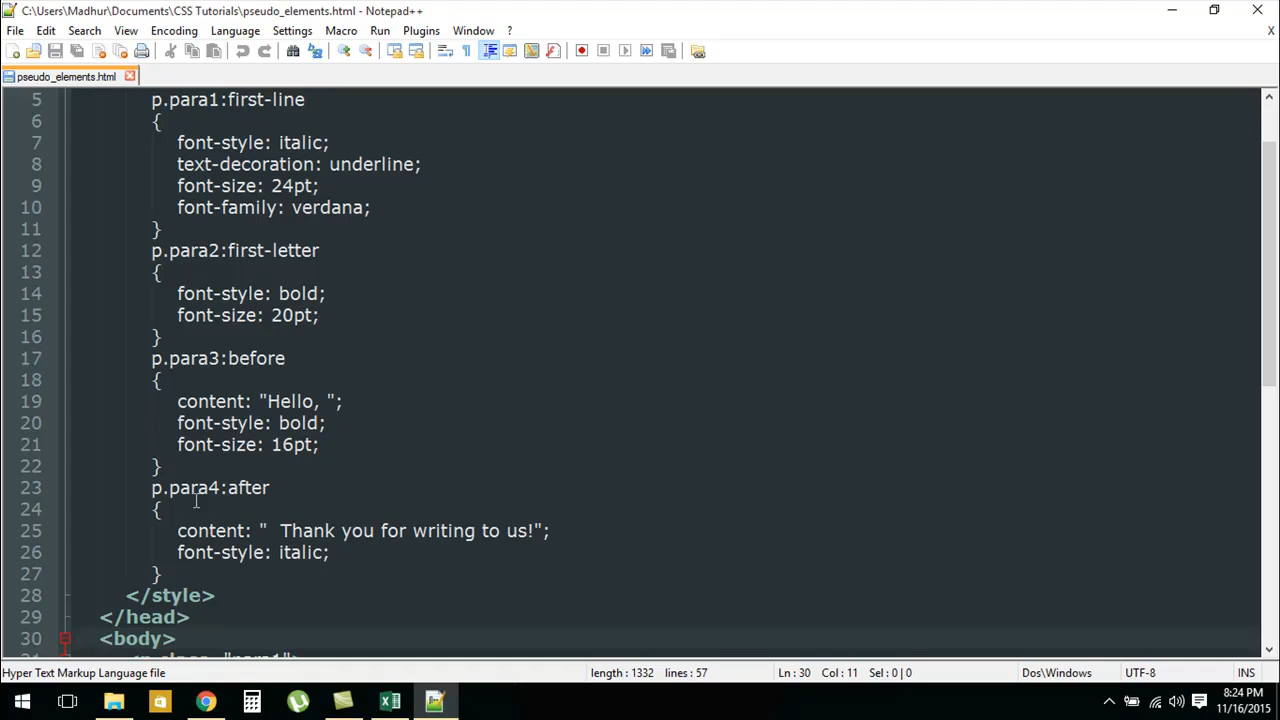 C:\Users\Madhur\Documents\CSS Tutorials\pseudo_elements.html - Notepad++
File Edit Search View Encoding Language Settings Macro Run Plugins Window ? X
pseudo_elements.html
5 p.para1:first-line
6 {
7 font-style: italic;
8 text-decoration: underline;
9 font-size: 24pt;
10 font-family: verdana;
11 }
12 p.para2:first-letter
13 {
14 font-style: bold;
15 font-size: 20pt;
16 }
17 p.para3:before
18 {
19 content: "Hello, ";
20 font-style: bold;
21 font-size: 16pt;
22 }
23 p.para4:after
24 {
25 content: "  Thank you for writing to us!";
26 font-style: italic;
27 }
28 </style>
29 </head>
30 <body>
Hyper Text Markup Language file length : 1332 lines : 57 Ln : 30 Col : 11 Sel : 0 | 0 Dos\Windows UTF-8 INS
8:24 PM
11/16/2015